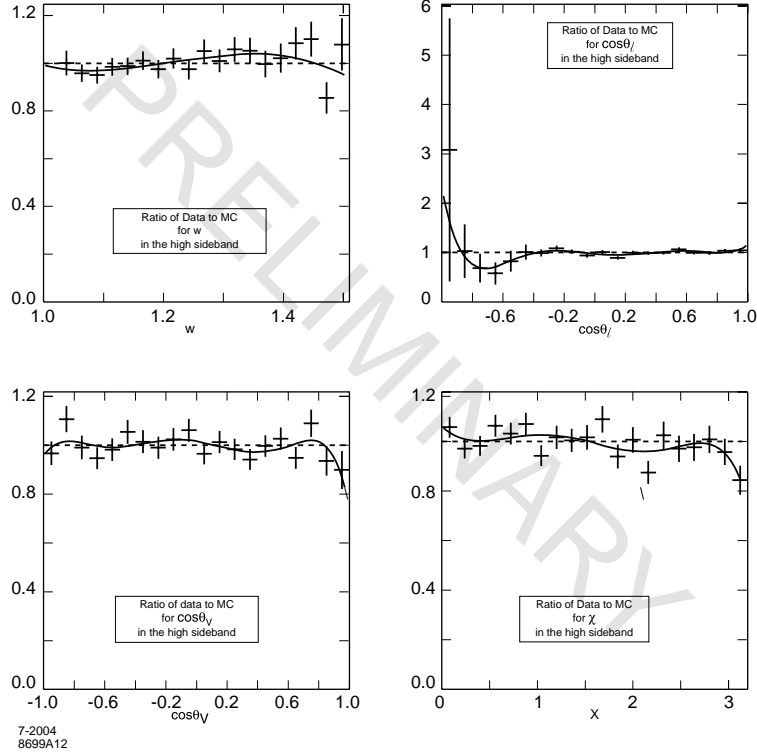 1.2
0.8
0.4
0.0
1.0
1.2
1.4
w
Ratio of Data to MC
for w
in the high sideband
6
5
4
3
2
1
0
-0.6
-0.2
0.2
0.6
1.0
cosθℓ
Ratio of Data to MC
for cosθℓ
in the high sideband
1.2
0.8
0.4
0.0
-1.0
-0.6
-0.2
0.2
0.6
1.0
cosθV
Ratio of data to MC
for cosθV
in the high sideband
1.2
0.8
0.4
0.0
0
1
2
3
X
Ratio of Data to MC
for χ
in the high sideband
PRELIMINARY
7-2004
8699A12